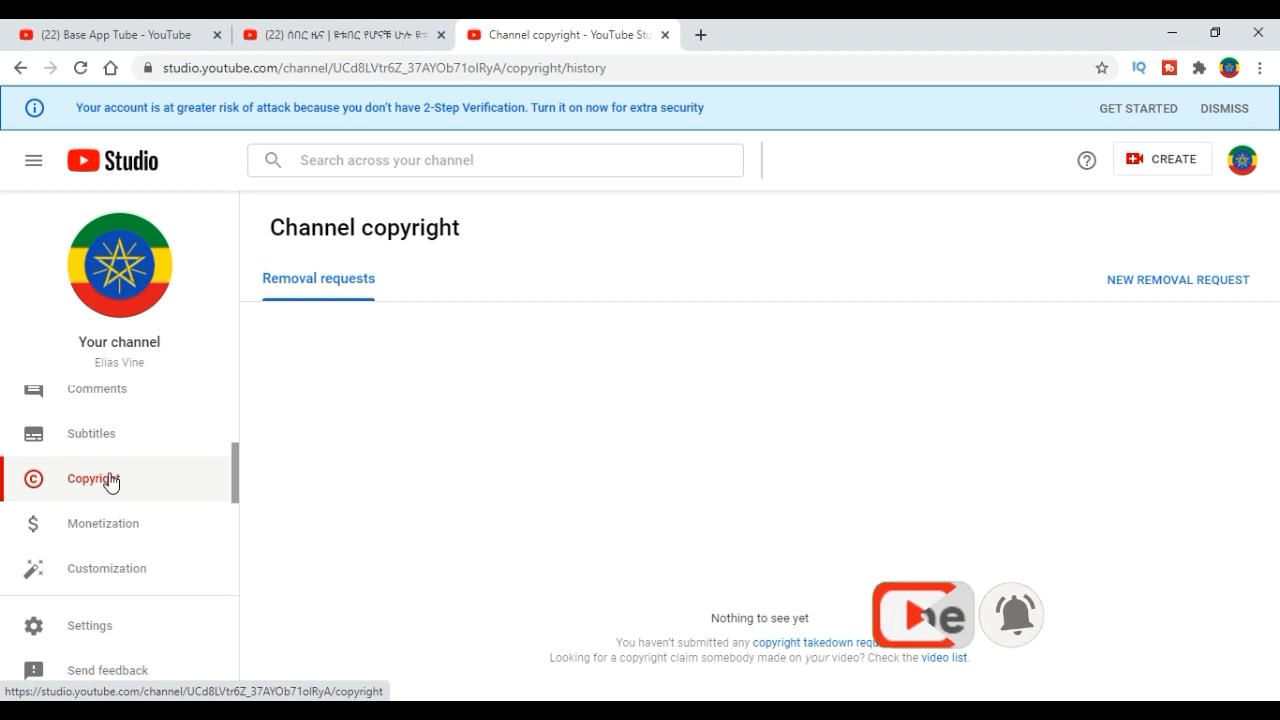 (22) Base App Tube - YouTube
Channel copyright - YouTube Stu
studio.youtube.com/channel/UCd8LVtr6Z_37AYOb71oIRyA/copyright/history
IQ
Your account is at greater risk of attack because you don't have 2-Step Verification. Turn it on now for extra security
GET STARTED
DISMISS
Studio
Search across your channel
CREATE
Channel copyright
Removal requests
NEW REMOVAL REQUEST
Your channel
Elias Vine
Comments
Subtitles
Copyright
Monetization
Customization
Settings
Send feedback
Nothing to see yet
You haven't submitted any copyright takedown requ
Looking for a copyright claim somebody made on your video? Check the video list.
https://studio.youtube.com/channel/UCd8LVtr6Z_37AYOb71oIRyA/copyright